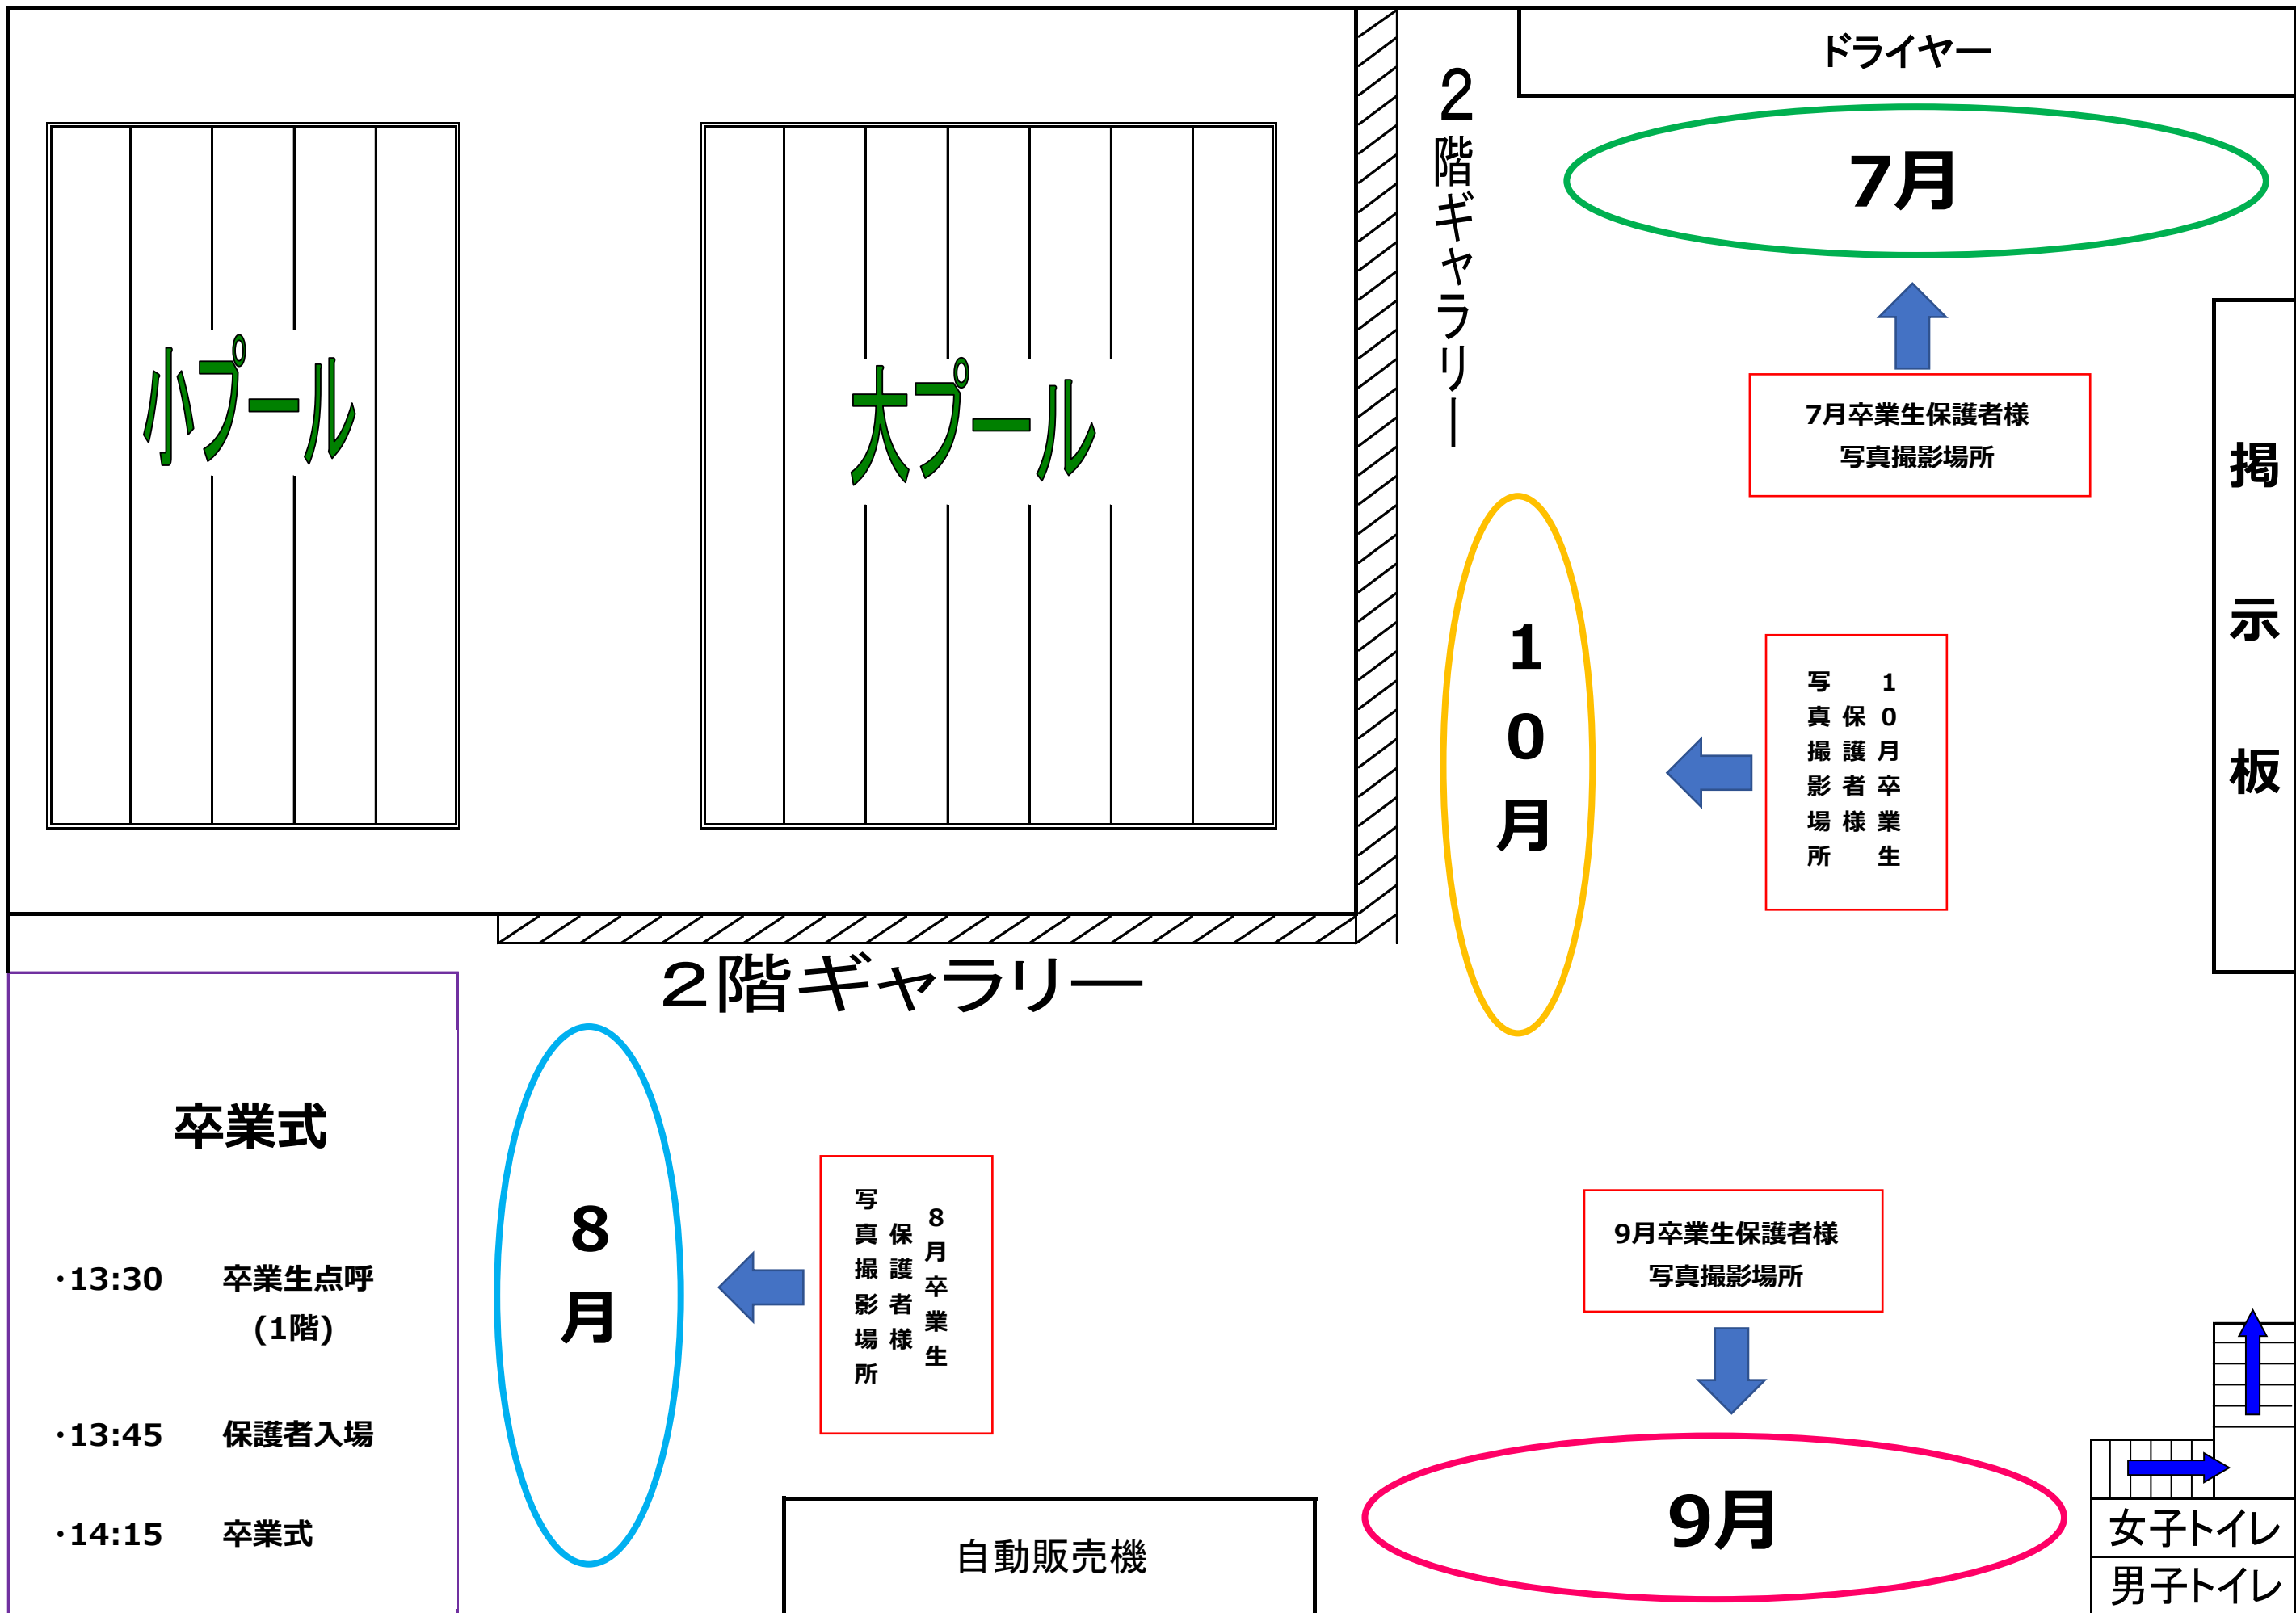 ドライヤー
7月
2階ギャラリー
小プール
大プール
7月卒業生保護者様
写真撮影場所
掲示板
10月
10月卒業生
保護者様
写真撮影場所
2階ギャラリー
卒業式
・13:30 卒業生点呼
(1階)
・13:45 保護者入場
・14:15 卒業式
8月
8月卒業生
保護者様
写真撮影場所
9月卒業生保護者様
写真撮影場所
9月
自動販売機
女子トイレ
男子トイレ